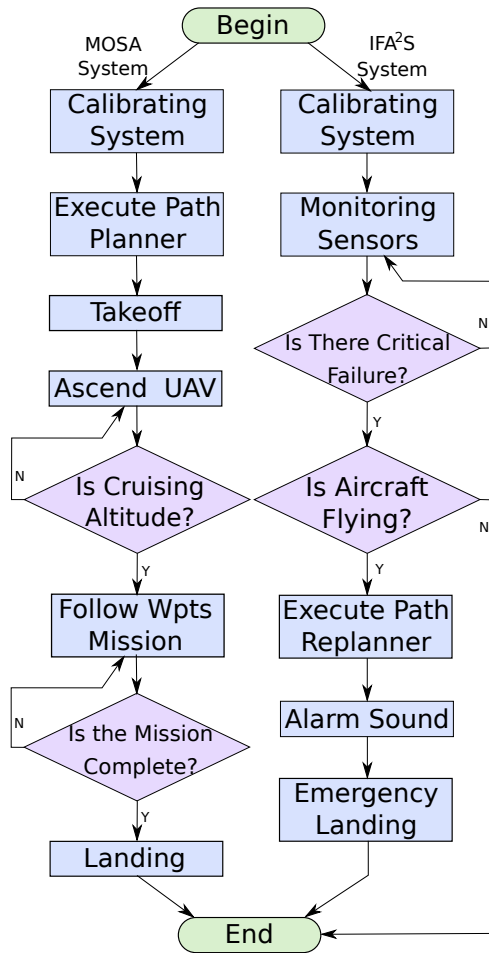 Begin
MOSA
System
IFA²S
System
Calibrating
System
Execute Path
Planner
Takeoff
Ascend UAV
N
Is Cruising
Altitude?
Y
Follow Wpts
Mission
N
Is the Mission
Complete?
Y
Landing
Calibrating
System
Monitoring
Sensors
N
Is There Critical
Failure?
Y
Is Aircraft
Flying?
N
Y
Execute Path
Replanner
Alarm Sound
Emergency
Landing
End